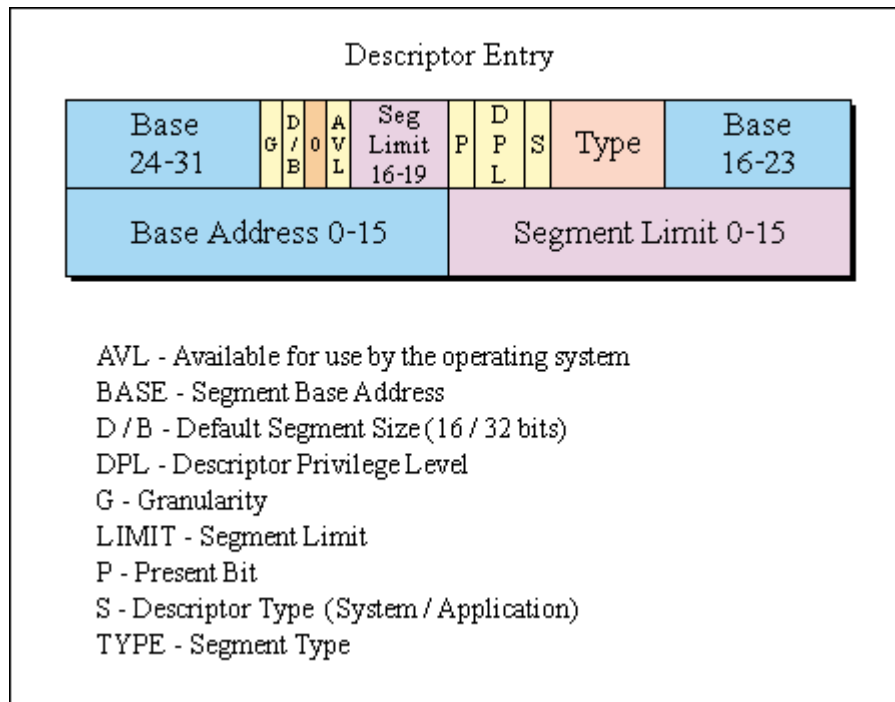 Descriptor Entry
Base
24-31
G
D
/
B
0
A
V
L
Seg
Limit
16-19
P
D
P
L
S
Type
Base
16-23
Base Address 0-15
Segment Limit 0-15
AVL - Available for use by the operating system
BASE - Segment Base Address
D / B - Default Segment Size (16 / 32 bits)
DPL - Descriptor Privilege Level
G - Granularity
LIMIT - Segment Limit
P - Present Bit
S - Descriptor Type (System / Application)
TYPE - Segment Type